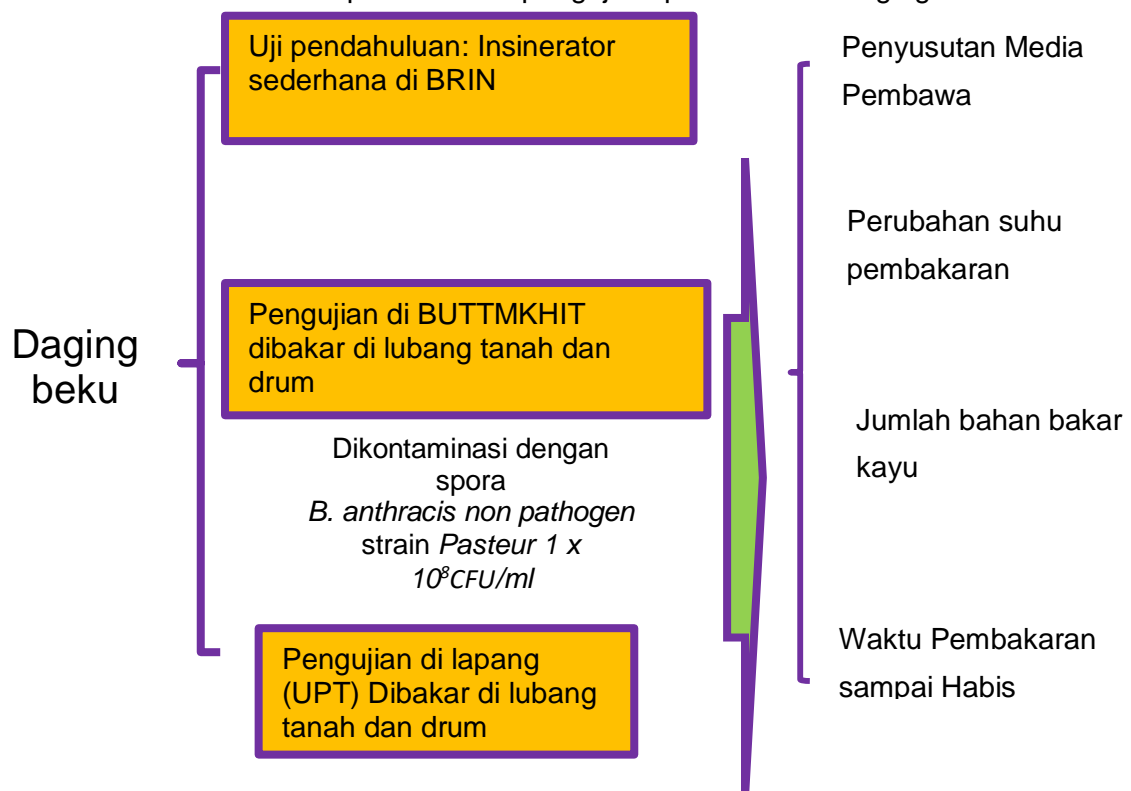 Uji pendahuluan: Insinerator
sederhana di BRIN
Daging
beku
Pengujian di BUTTMKHIT
dibakar di lubang tanah dan
drum
Dikontaminasi dengan
spora
B. anthracis non pathogen
strain Pasteur 1 x
10⁸CFU/ml
Pengujian di lapang
(UPT) Dibakar di lubang
tanah dan drum
Penyusutan Media
Pembawa
Perubahan suhu
pembakaran
Jumlah bahan bakar
kayu
Waktu Pembakaran
sampai Habis